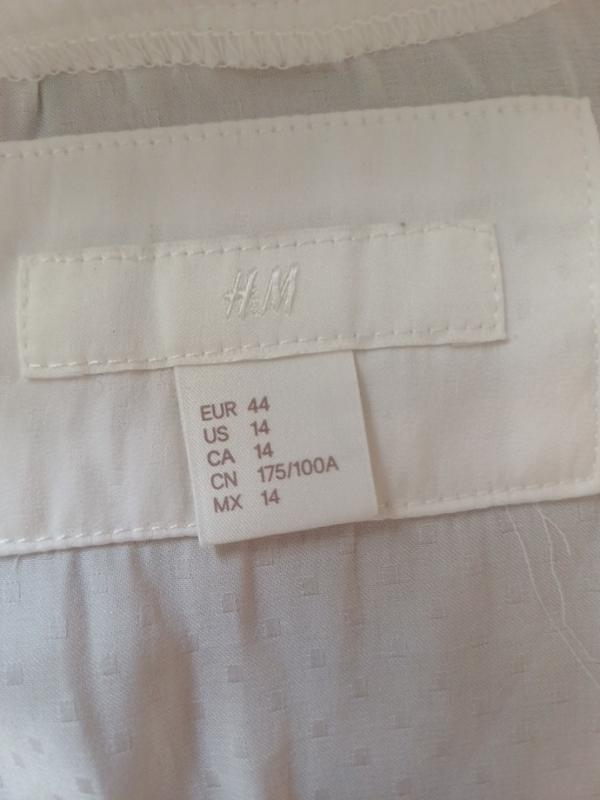 H&M
EUR 44
US 14
CA 14
CN 175/100A
MX 14